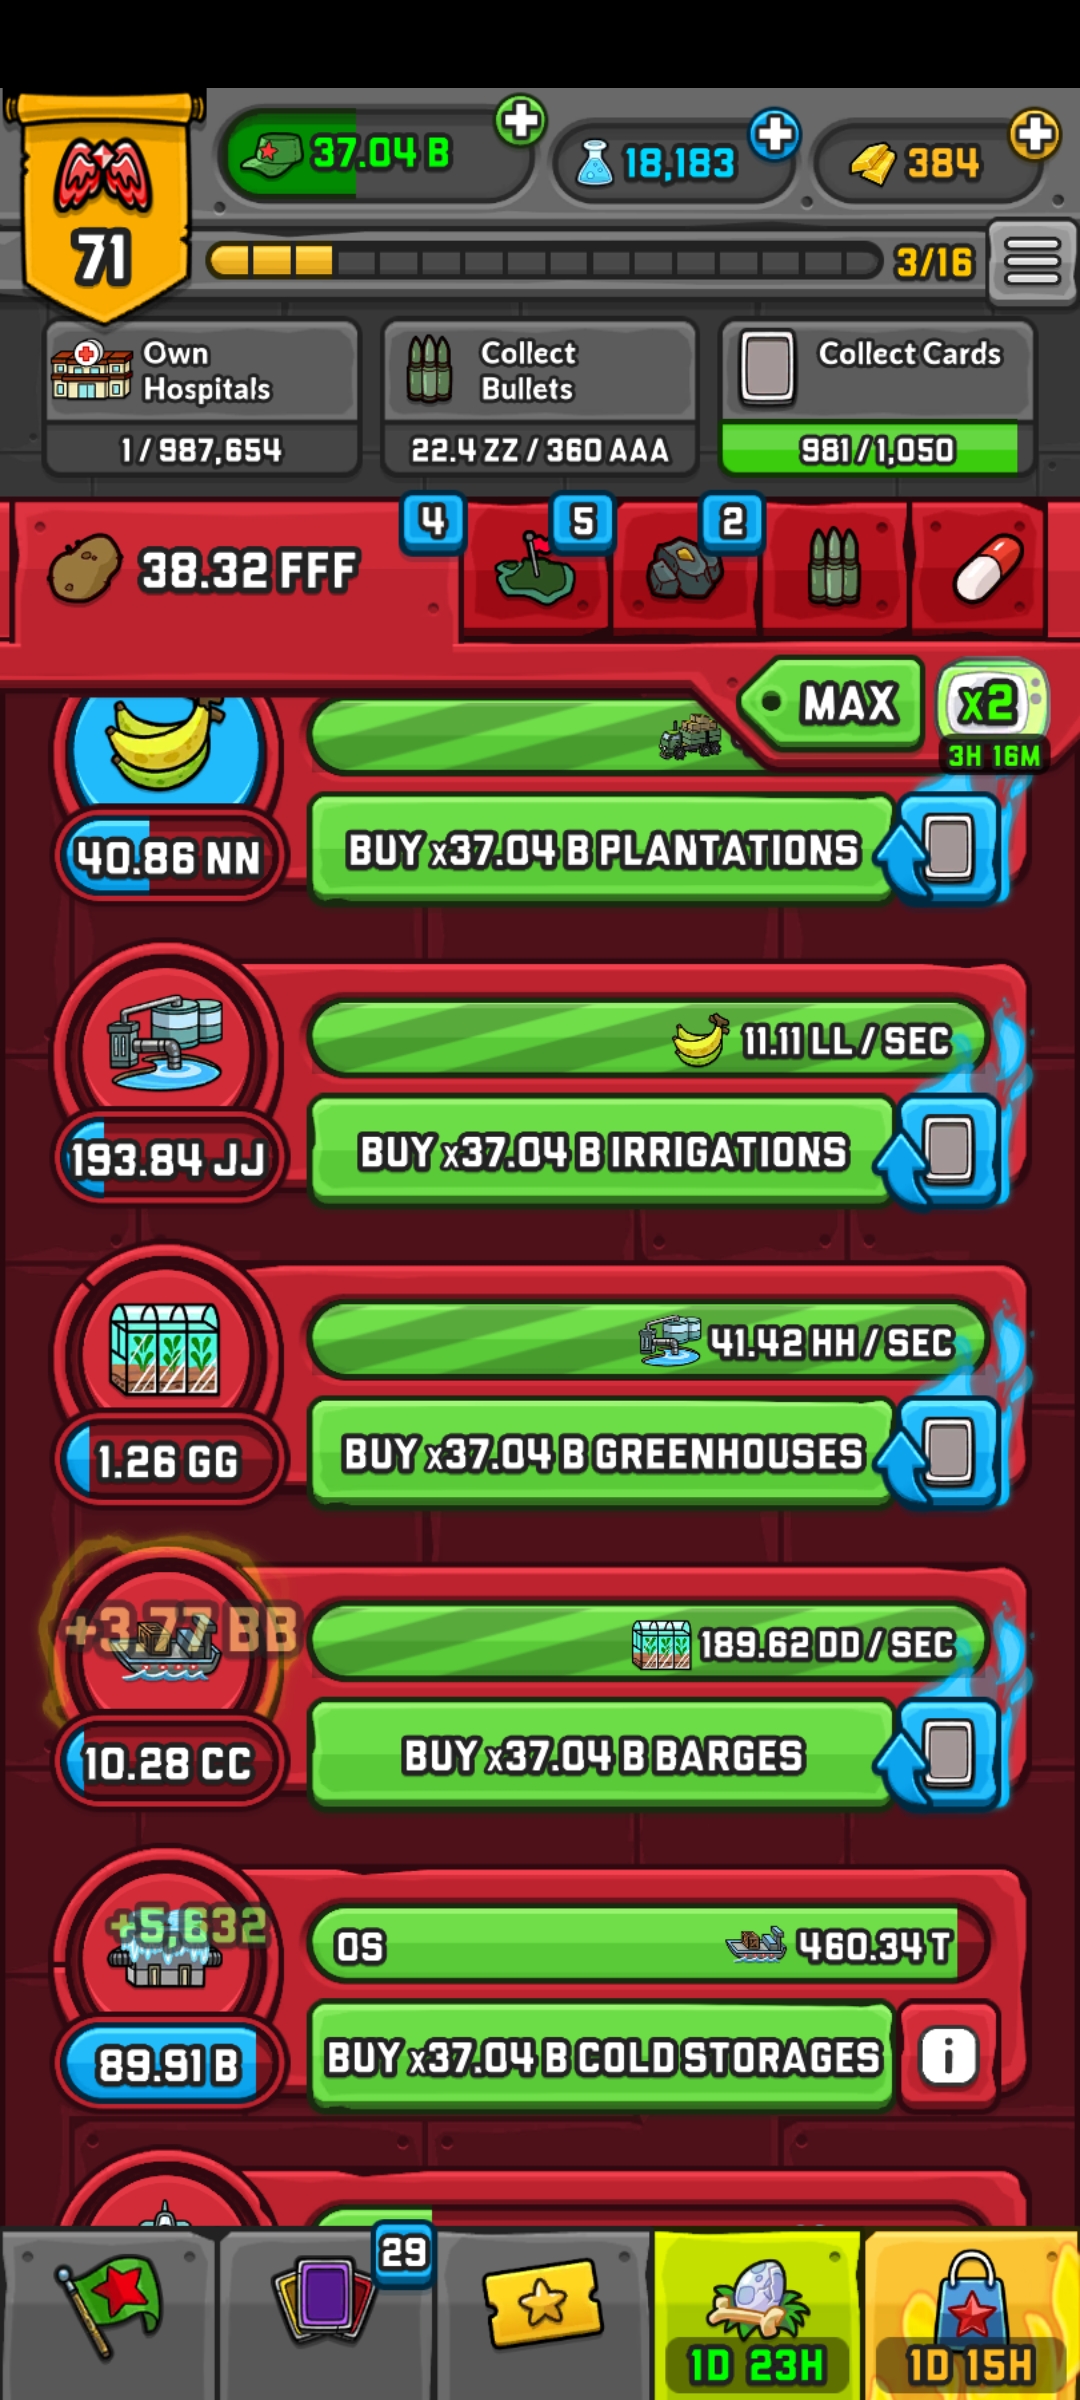 37.04 B
18,183
384
71
3/16
Own
Hospitals
1/987,654
Collect
Bullets
22.4 ZZ/360 AAA
Collect Cards
981/1,050
38.32 FFF
4
5
2
MAX
x2
3H 16M
40.86 NN
BUY x37.04 B PLANTATIONS
11.11 LL/SEC
193.84 JJ
BUY x37.04 B IRRIGATIONS
41.42 HH/SEC
1.26 GG
BUY x37.04 B GREENHOUSES
+3.77 BB
189.62 DD/SEC
10.28 CC
BUY x37.04 B BARGES
+5,632
0S
460.34 T
89.91 B
BUY x37.04 B COLD STORAGES
i
29
1D 23H
1D 15H